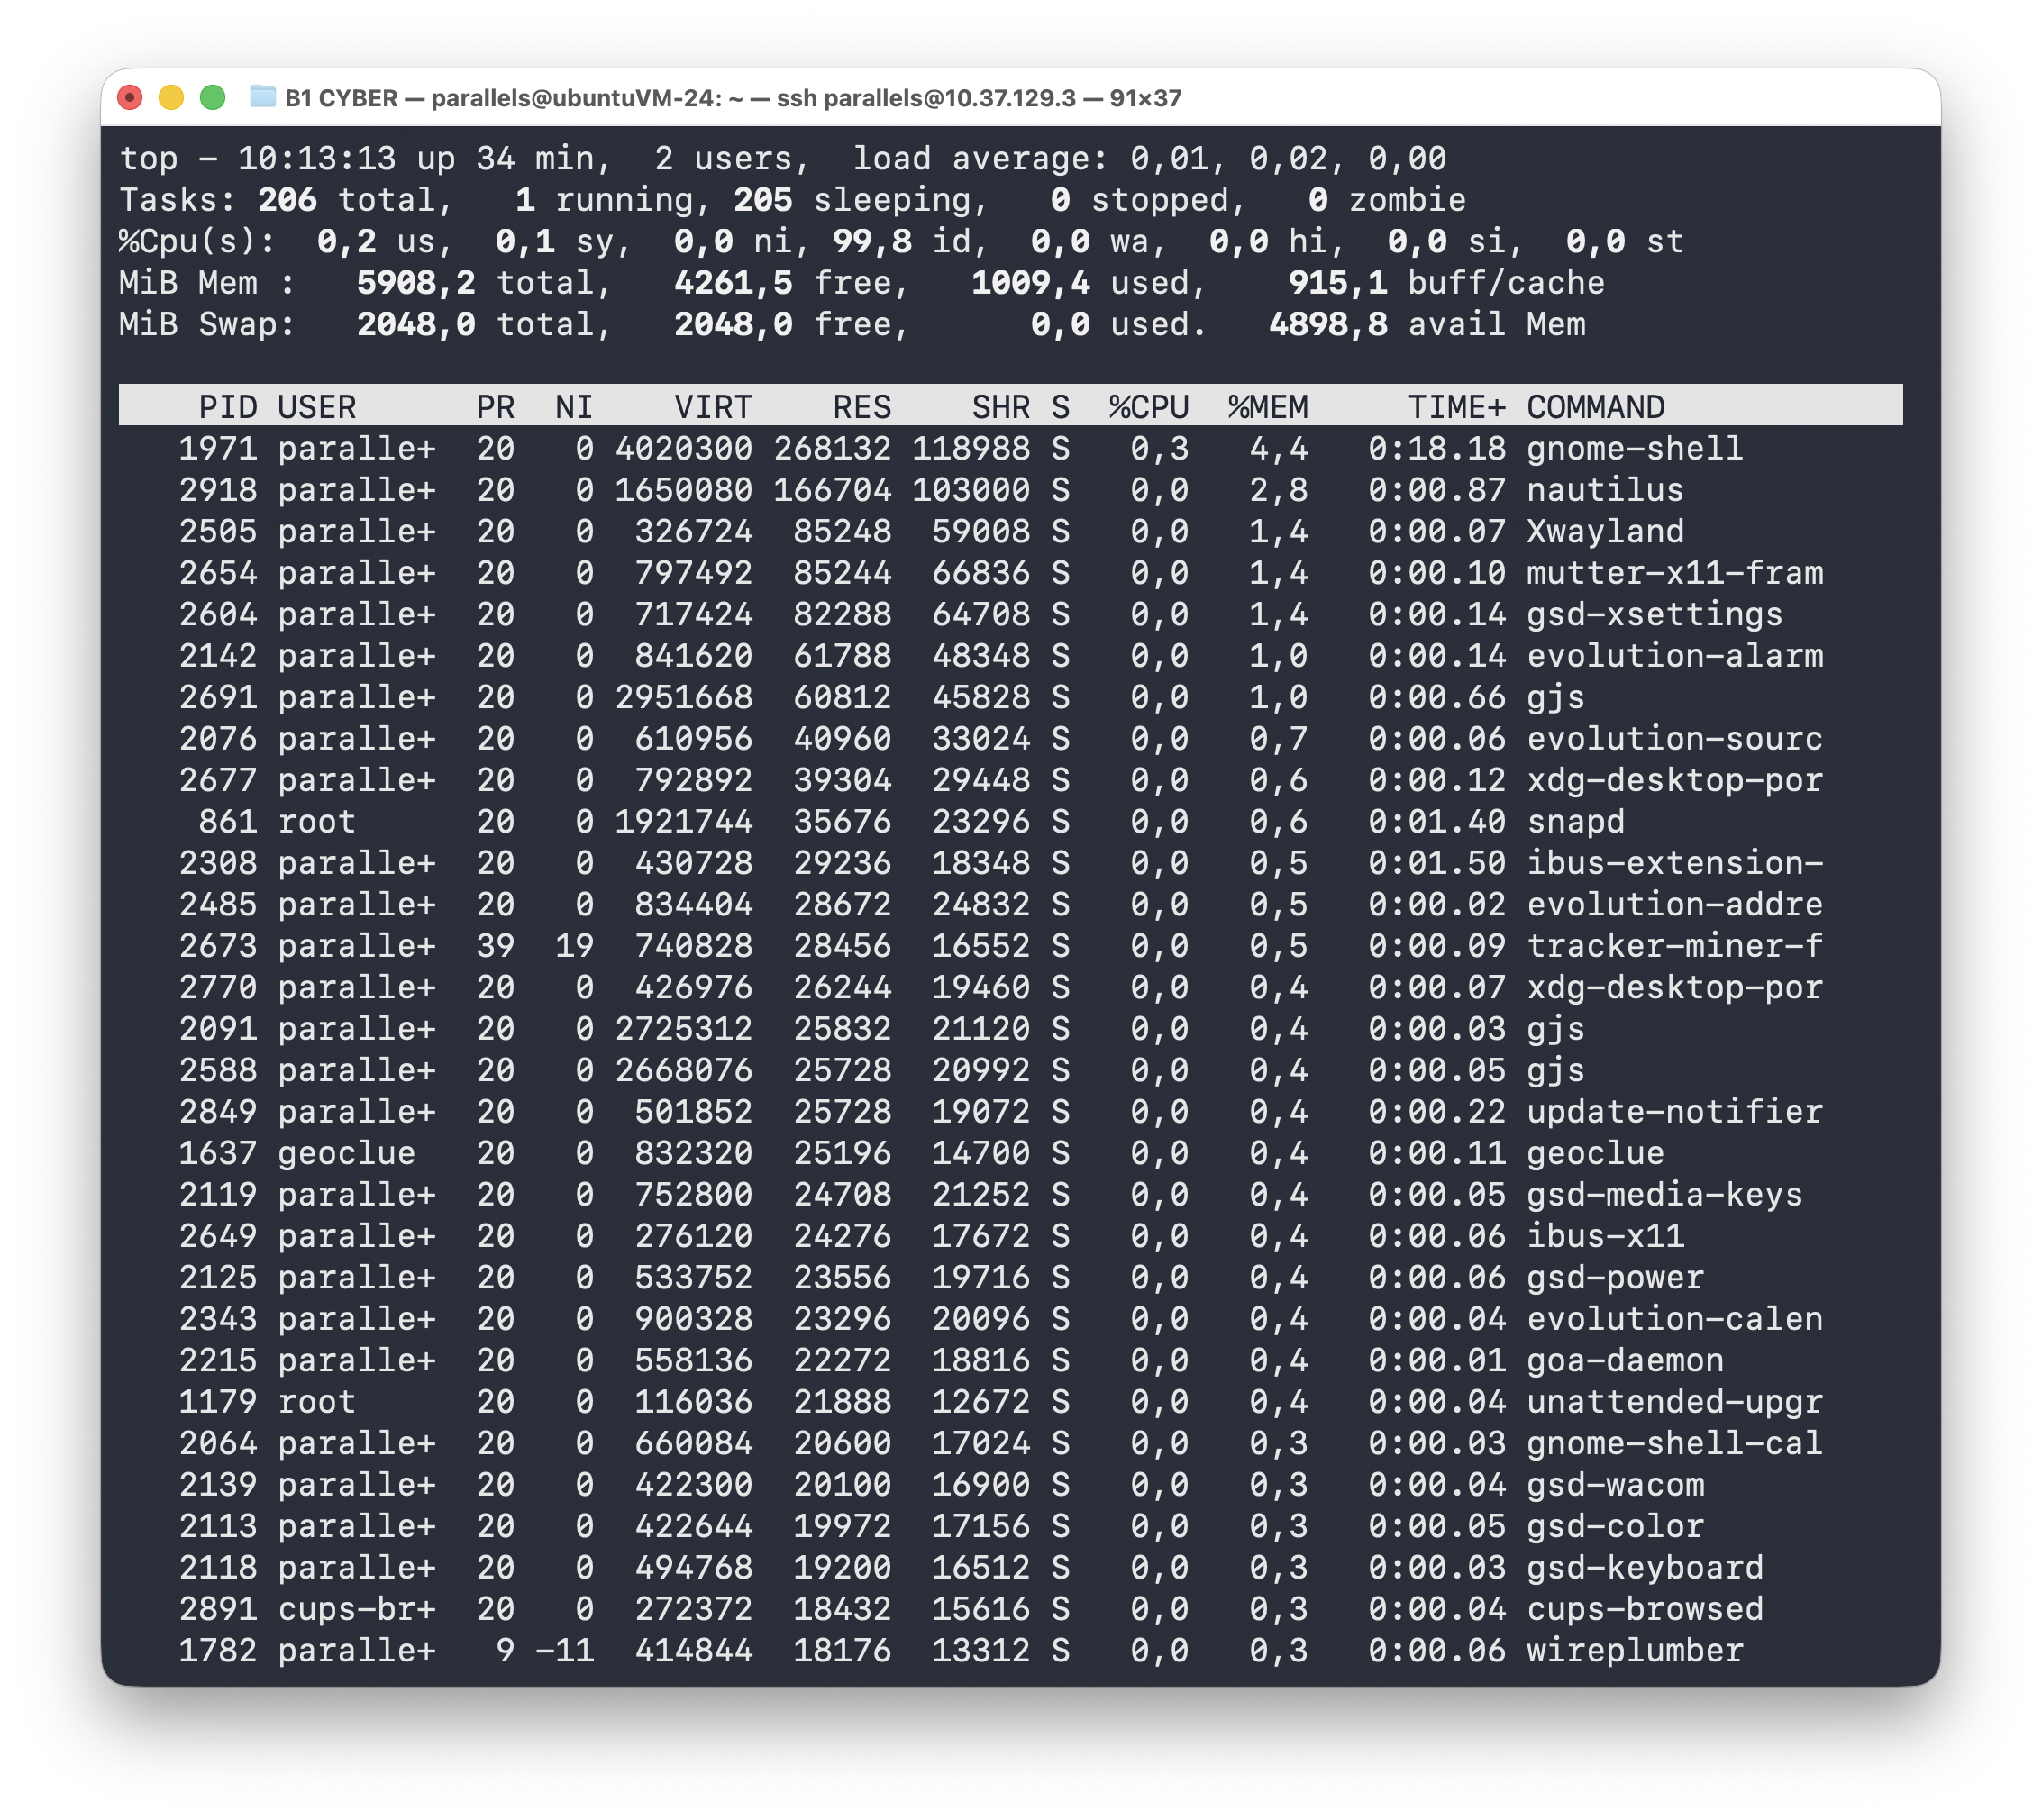 B1 CYBER — parallels@ubuntuVM-24: ~ — ssh parallels@10.37.129.3 — 91×37
top - 10:13:13 up 34 min,  2 users,  load average: 0,01, 0,02, 0,00
Tasks: 206 total,   1 running, 205 sleeping,   0 stopped,   0 zombie
%Cpu(s):  0,2 us,  0,1 sy,  0,0 ni, 99,8 id,  0,0 wa,  0,0 hi,  0,0 si,  0,0 st
MiB Mem :   5908,2 total,   4261,5 free,   1009,4 used,    915,1 buff/cache
MiB Swap:   2048,0 total,   2048,0 free,      0,0 used.   4898,8 avail Mem
    PID USER      PR  NI    VIRT    RES    SHR S  %CPU  %MEM     TIME+ COMMAND
   1971 paralle+  20   0 4020300 268132 118988 S   0,3   4,4   0:18.18 gnome-shell
   2918 paralle+  20   0 1650080 166704 103000 S   0,0   2,8   0:00.87 nautilus
   2505 paralle+  20   0  326724  85248  59008 S   0,0   1,4   0:00.07 Xwayland
   2654 paralle+  20   0  797492  85244  66836 S   0,0   1,4   0:00.10 mutter-x11-fram
   2604 paralle+  20   0  717424  82288  64708 S   0,0   1,4   0:00.14 gsd-xsettings
   2142 paralle+  20   0  841620  61788  48348 S   0,0   1,0   0:00.14 evolution-alarm
   2691 paralle+  20   0 2951668  60812  45828 S   0,0   1,0   0:00.66 gjs
   2076 paralle+  20   0  610956  40960  33024 S   0,0   0,7   0:00.06 evolution-sourc
   2677 paralle+  20   0  792892  39304  29448 S   0,0   0,6   0:00.12 xdg-desktop-por
    861 root      20   0 1921744  35676  23296 S   0,0   0,6   0:01.40 snapd
   2308 paralle+  20   0  430728  29236  18348 S   0,0   0,5   0:01.50 ibus-extension-
   2485 paralle+  20   0  834404  28672  24832 S   0,0   0,5   0:00.02 evolution-addre
   2673 paralle+  39  19  740828  28456  16552 S   0,0   0,5   0:00.09 tracker-miner-f
   2770 paralle+  20   0  426976  26244  19460 S   0,0   0,4   0:00.07 xdg-desktop-por
   2091 paralle+  20   0 2725312  25832  21120 S   0,0   0,4   0:00.03 gjs
   2588 paralle+  20   0 2668076  25728  20992 S   0,0   0,4   0:00.05 gjs
   2849 paralle+  20   0  501852  25728  19072 S   0,0   0,4   0:00.22 update-notifier
   1637 geoclue   20   0  832320  25196  14700 S   0,0   0,4   0:00.11 geoclue
   2119 paralle+  20   0  752800  24708  21252 S   0,0   0,4   0:00.05 gsd-media-keys
   2649 paralle+  20   0  276120  24276  17672 S   0,0   0,4   0:00.06 ibus-x11
   2125 paralle+  20   0  533752  23556  19716 S   0,0   0,4   0:00.06 gsd-power
   2343 paralle+  20   0  900328  23296  20096 S   0,0   0,4   0:00.04 evolution-calen
   2215 paralle+  20   0  558136  22272  18816 S   0,0   0,4   0:00.01 goa-daemon
   1179 root      20   0  116036  21888  12672 S   0,0   0,4   0:00.04 unattended-upgr
   2064 paralle+  20   0  660084  20600  17024 S   0,0   0,3   0:00.03 gnome-shell-cal
   2139 paralle+  20   0  422300  20100  16900 S   0,0   0,3   0:00.04 gsd-wacom
   2113 paralle+  20   0  422644  19972  17156 S   0,0   0,3   0:00.05 gsd-color
   2118 paralle+  20   0  494768  19200  16512 S   0,0   0,3   0:00.03 gsd-keyboard
   2891 cups-br+  20   0  272372  18432  15616 S   0,0   0,3   0:00.04 cups-browsed
   1782 paralle+   9 -11  414844  18176  13312 S   0,0   0,3   0:00.06 wireplumber